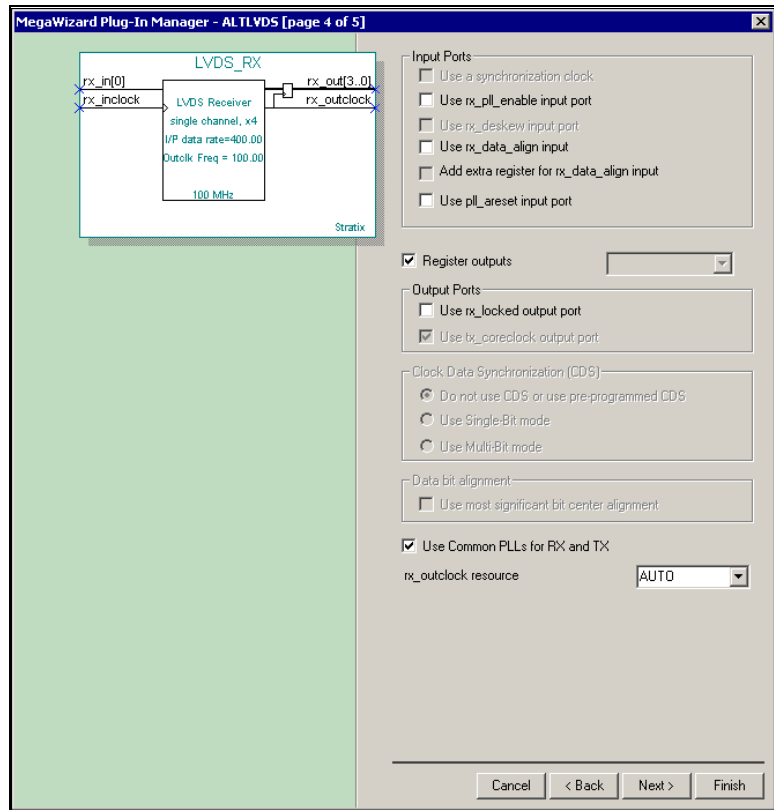 MegaWizard Plug-In Manager - ALTLVDS [page 4 of 5]
LVDS_RX
rx_in[0]
rx_out[3..0]
rx_inclock
rx_outclock
LVDS Receiver
single channel, x4
I/P data rate=400.00
Outclk Freq = 100.00
100 MHz
Stratix
Input Ports
Use a synchronization clock
Use rx_pll_enable input port
Use rx_deskew input port
Use rx_data_align input
Add extra register for rx_data_align input
Use pll_areset input port
Register outputs
Output Ports
Use rx_locked output port
Use tx_coreclock output port
Clock Data Synchronization (CDS)
Do not use CDS or use pre-programmed CDS
Use Single-Bit mode
Use Multi-Bit mode
Data bit alignment
Use most significant bit center alignment
Use Common PLLs for RX and TX
rx_outclock resource
AUTO
Cancel
< Back
Next >
Finish